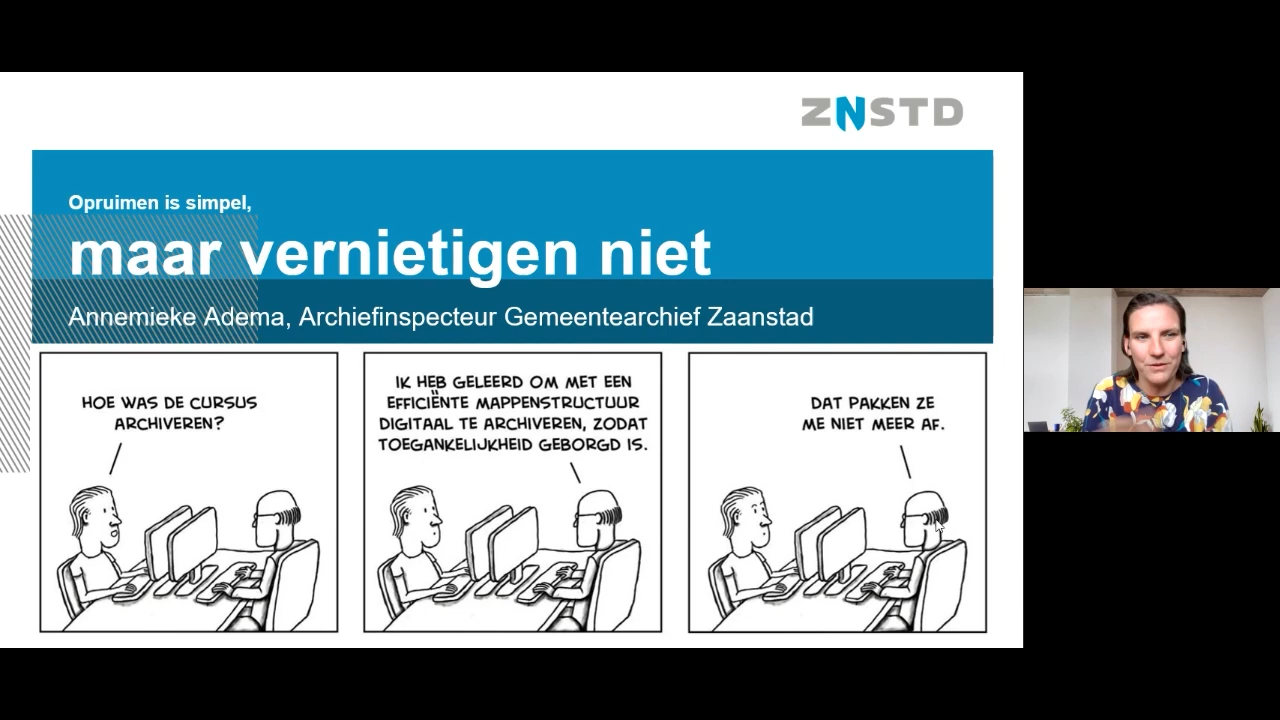 ZNSTD
Opruimen is simpel,
maar vernietigen niet
Annemieke Adema, Archiefinspecteur Gemeentearchief Zaanstad
HOE WAS DE CURSUS
ARCHIVEREN?
IK HEB GELEERD OM MET EEN
EFFICIËNTE MAPPENSTRUCTUUR
DIGITAAL TE ARCHIVEREN, ZODAT
TOEGANKELIJKHEID GEBORGD IS.
DAT PAKKEN ZE
ME NIET MEER AF.